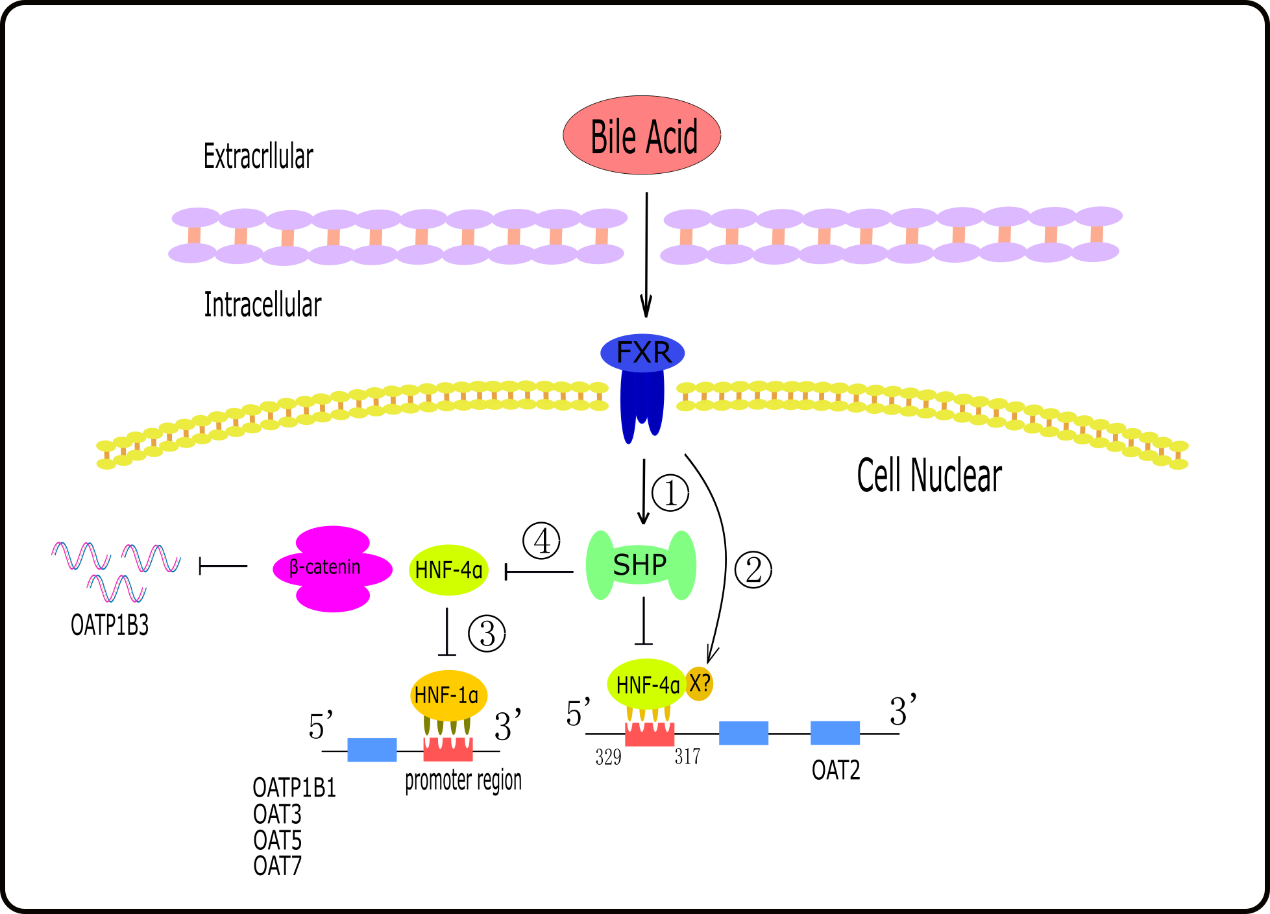 Bile Acid
Extracrllular
Intracellular
FXR
Cell Nuclear
①
②
④
SHP
β-catenin
HNF-4α
OATP1B3
③
HNF-4α
X?
HNF-1α
5’
3’
5’
3’
329
317
promoter region
OAT2
OATP1B1
OAT3
OAT5
OAT7